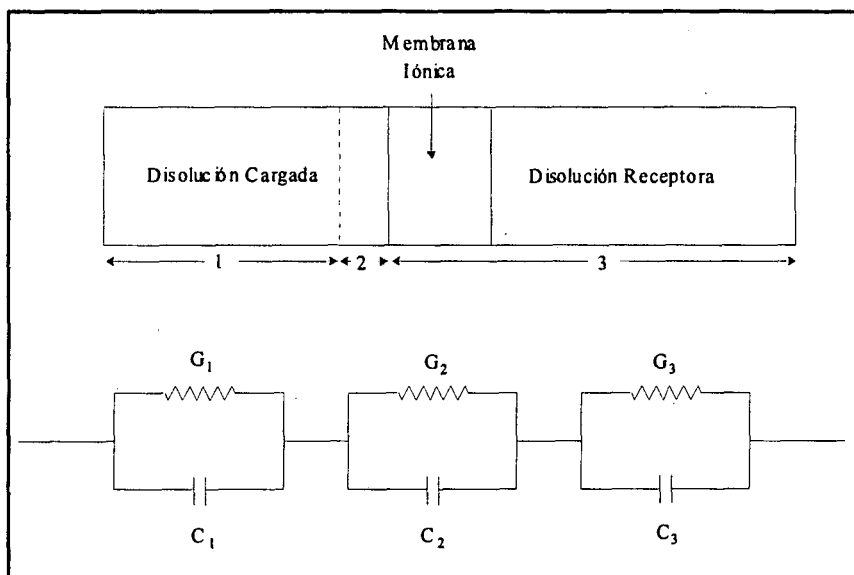 Membrana
Iónica
Disolución Cargada
Disolución Receptora
1
2
3
G1
G2
G3
C1
C2
C3